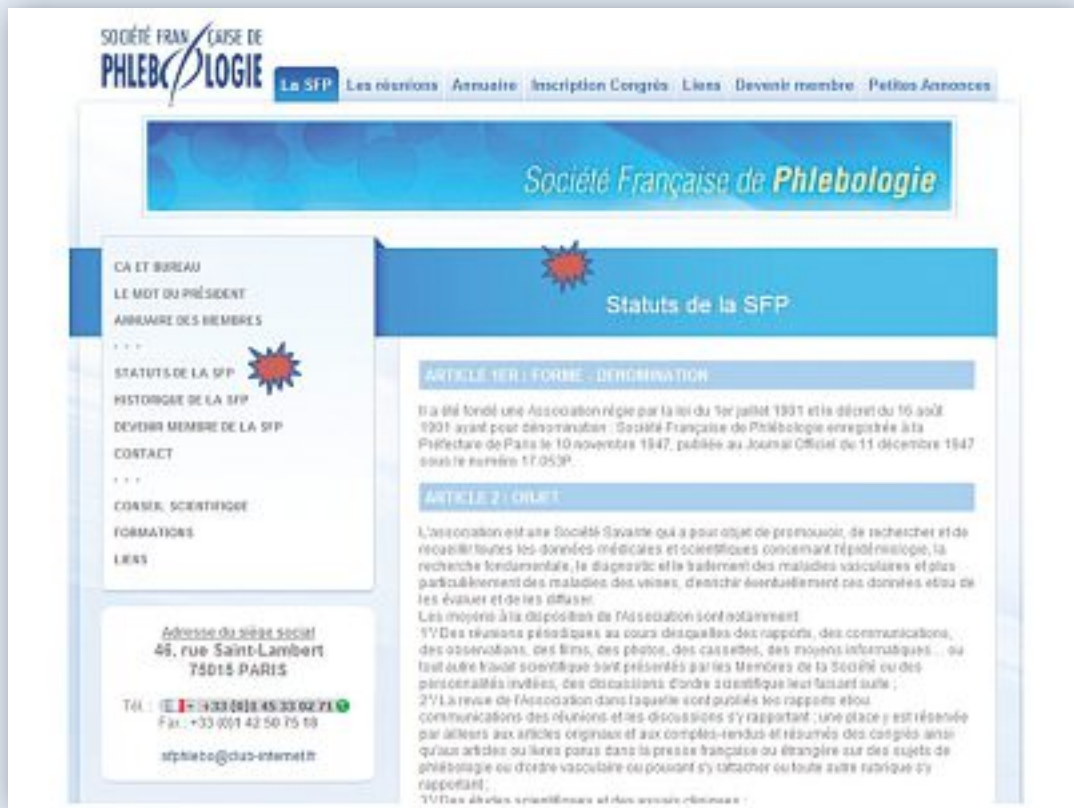 SOCIÉTÉ FRANÇAISE DE
PHLEBOLOGIE
La SFP Les réunions Annuaire Inscription Congrès Liens Devenir membre Petites Annonces
Société Française de Phlebologie
CA ET BUREAU
LE MOT DU PRÉSIDENT
ANNUAIRE DES MEMBRES
...
STATUTS DE LA SFP
HISTORIQUE DE LA SFP
DEVENIR MEMBRE DE LA SFP
CONTACT
...
CONSEIL SCIENTIFIQUE
FORMATIONS
LIENS
Adresse du siège social
46, rue Saint-Lambert
75015 PARIS
Tél. : +33 (0)1 45 33 02 71
Fax : +33 (0)1 42 50 75 18
sfphlebo@club-internet.fr
Statuts de la SFP
ARTICLE 1ER : FORME - DENOMINATION
Il a été fondé une Association régie par la loi du 1er juillet 1901 et le décret du 16 août
1901 ayant pour dénomination : Société Française de Phlébologie enregistrée à la
Préfecture de Paris le 10 novembre 1947, publiée au Journal Officiel du 11 décembre 1947
sous le numéro 17.053P.
ARTICLE 2 : OBJET
L'association est une Société Savante qui a pour objet de promouvoir, de rechercher et de
recueillir toutes les données médicales et scientifiques concernant l'épidémiologie, la
recherche fondamentale, le diagnostic et le traitement des maladies vasculaires et plus
particulièrement des maladies des veines, d'enrichir éventuellement ces données et/ou de
les évaluer et de les diffuser.
Les moyens à la disposition de l'Association sont notamment
1°/ Des réunions périodiques au cours desquelles des rapports, des communications,
des observations, des films, des photos, des cassettes, des moyens informatiques... ou
tout autre travail scientifique sont présentés par les Membres de la Société ou des
personnalités invitées, des discussions d'ordre scientifique leur faisant suite ;
2°/ La revue de l'Association dans laquelle sont publiés les rapports et/ou
communications des réunions et les discussions s'y rapportant ; une place y est réservée
par ailleurs aux articles originaux et aux comptes-rendus et résumés des congrès ainsi
qu'aux articles ou livres parus dans la presse française ou étrangère sur des sujets de
phlébologie ou d'ordre vasculaire ou pouvant s'y rattacher ou toute autre rubrique s'y
rapportant ;
3°/ Des études scientifiques et des essais cliniques ;